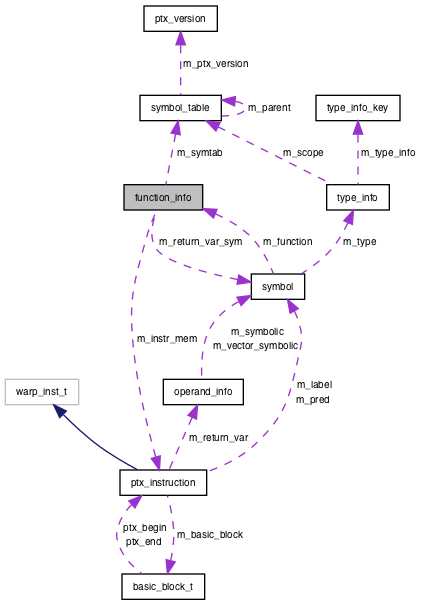 ptx_version
m_ptx_version
symbol_table
m_parent
type_info_key
m_symtab
m_scope
m_type_info
function_info
type_info
m_return_var_sym
m_function
m_type
symbol
m_instr_mem
m_symbolic
m_vector_symbolic
warp_inst_t
operand_info
m_label
m_pred
m_return_var
ptx_instruction
ptx_begin
ptx_end
m_basic_block
basic_block_t